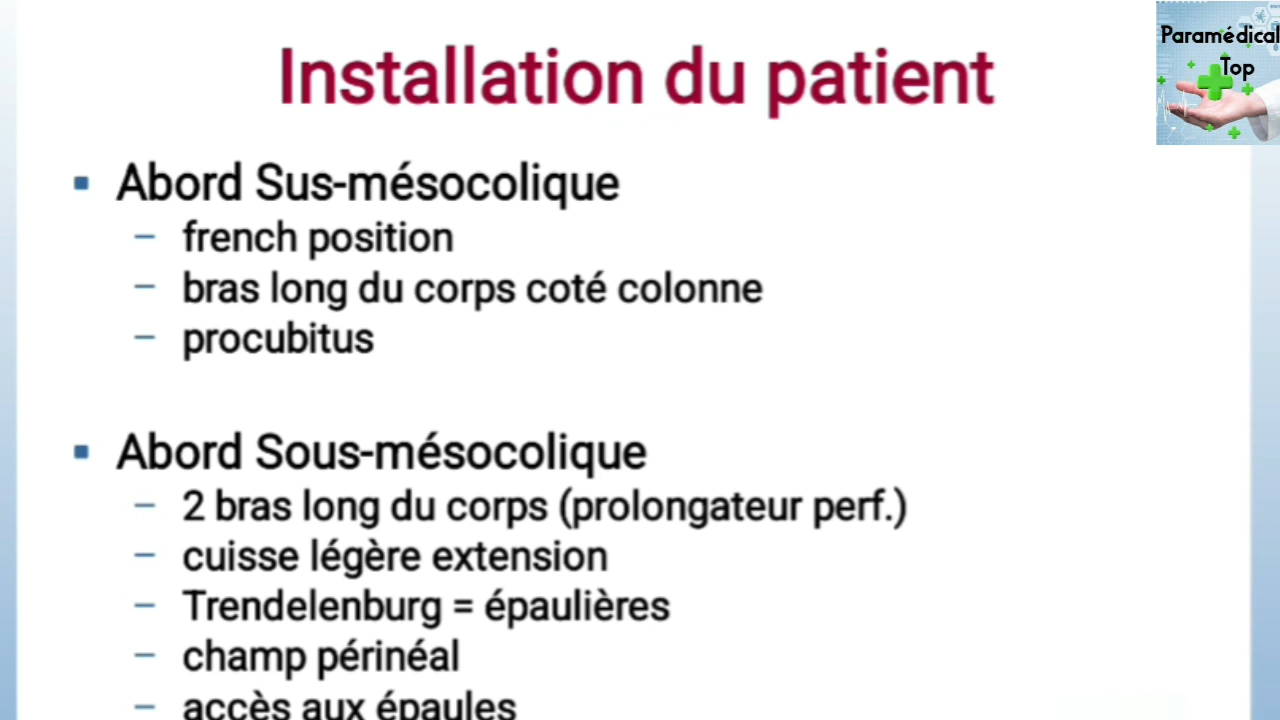 Installation du patient
Paramédical
Top
▪ Abord Sus-mésocolique
– french position
– bras long du corps coté colonne
– procubitus
▪ Abord Sous-mésocolique
– 2 bras long du corps (prolongateur perf.)
– cuisse légère extension
– Trendelenburg = épaulières
– champ périnéal
– accès aux épaules